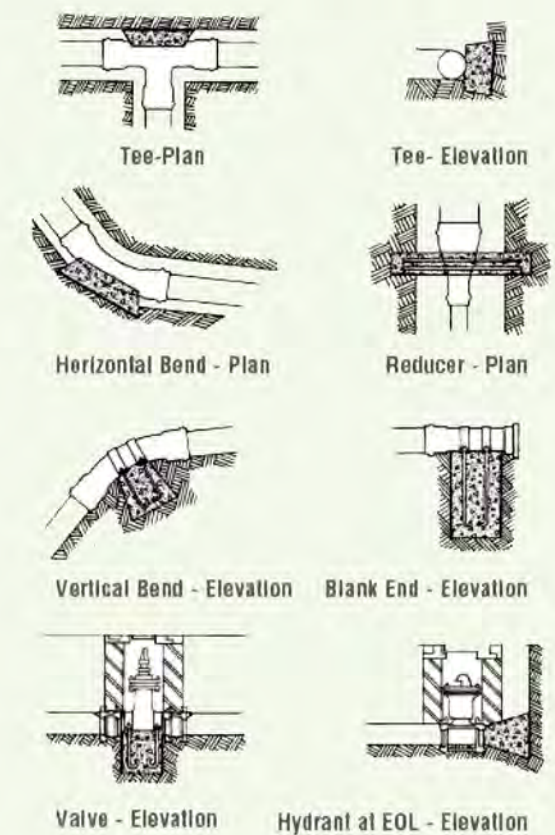 Tee-Plan
Tee- Elevation
Horizontal Bend - Plan
Reducer - Plan
Vertical Bend - Elevation
Blank End - Elevation
Valve - Elevation
Hydrant at EOL - Elevation